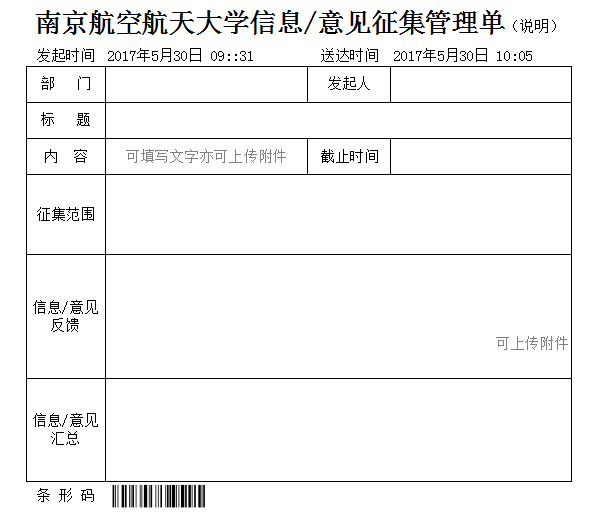 南京航空航天大学信息/意见征集管理单(说明)
发起时间 2017年5月30日 09::31 送达时间 2017年5月30日 10:05
部 门 发起人
标 题
内 容 可填写文字亦可上传附件 截止时间
征集范围
信息/意见
反馈
可上传附件
信息/意见
汇总
条 形 码